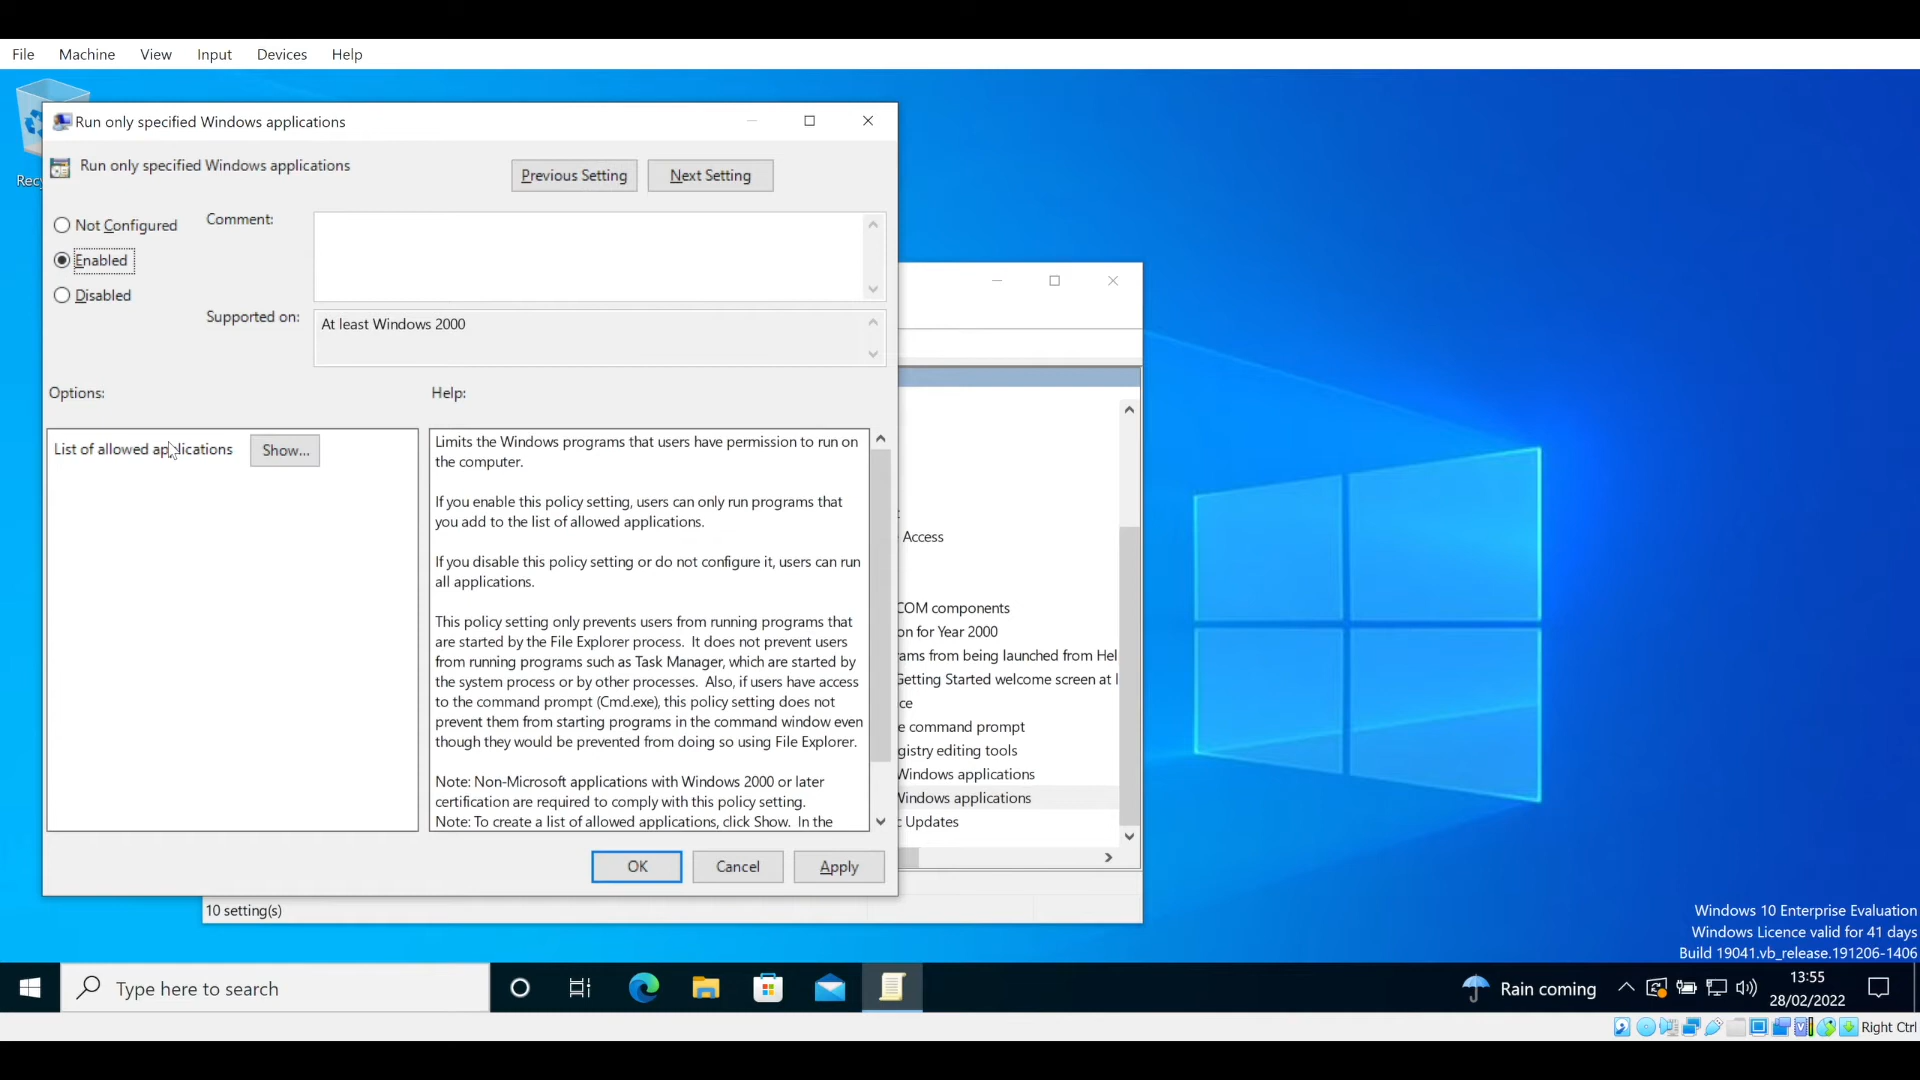 File Machine View Input Devices Help
Run only specified Windows applications
Run only specified Windows applications
Previous Setting Next Setting
Not Configured
Comment:
Enabled
Disabled
Supported on:
At least Windows 2000
Options:
Help:
List of allowed applications
Show...
Limits the Windows programs that users have permission to run on
the computer.
If you enable this policy setting, users can only run programs that
you add to the list of allowed applications.
If you disable this policy setting or do not configure it, users can run
all applications.
This policy setting only prevents users from running programs that
are started by the File Explorer process. It does not prevent users
from running programs such as Task Manager, which are started by
the system process or by other processes. Also, if users have access
to the command prompt (Cmd.exe), this policy setting does not
prevent them from starting programs in the command window even
though they would be prevented from doing so using File Explorer.
Note: Non-Microsoft applications with Windows 2000 or later
certification are required to comply with this policy setting.
Note: To create a list of allowed applications, click Show. In the
OK Cancel Apply
Access
COM components
on for Year 2000
ams from being launched from Hel
Getting Started welcome screen at l
ce
e command prompt
gistry editing tools
Windows applications
Windows applications
c Updates
10 setting(s)
Recy
Windows 10 Enterprise Evaluation
Windows Licence valid for 41 days
Build 19041.vb_release.191206-1406
Type here to search
Rain coming
13:55
28/02/2022
Right Ctrl